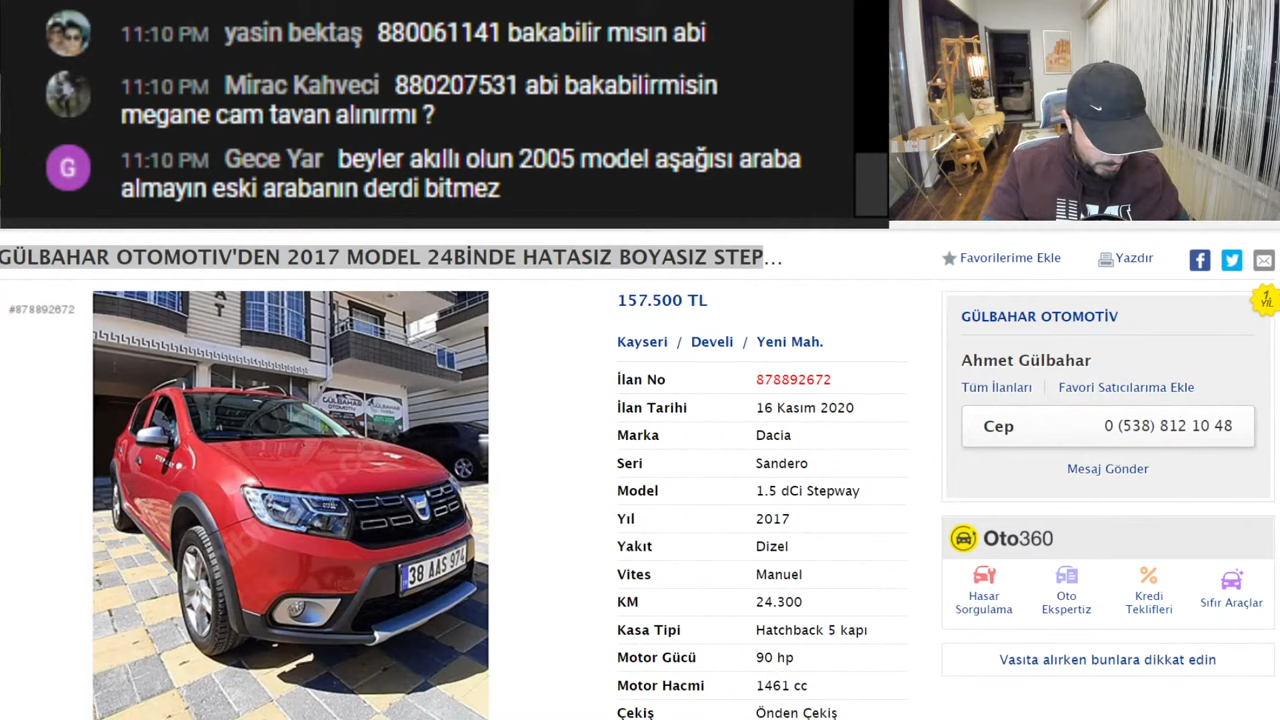 11:10 PM yasin bektaş 880061141 bakabilir mısın abi
11:10 PM Mirac Kahveci 880207531 abi bakabilirmisin
megane cam tavan alınırmı ?
G
11:10 PM Gece Yar beyler akıllı olun 2005 model aşağısı araba
almayın eski arabanın derdi bitmez
GÜLBAHAR OTOMOTIV'DEN 2017 MODEL 24BİNDE HATASIZ BOYASIZ STEP...
Favorilerime Ekle
Yazdır
#878892672
GÜLBAHAR
OTOMOTİV
38 AAS 974
157.500 TL
Kayseri / Develi / Yeni Mah.
İlan No 878892672
İlan Tarihi 16 Kasım 2020
Marka Dacia
Seri Sandero
Model 1.5 dCi Stepway
Yıl 2017
Yakıt Dizel
Vites Manuel
KM 24.300
Kasa Tipi Hatchback 5 kapı
Motor Gücü 90 hp
Motor Hacmi 1461 cc
Çekiş Önden Çekiş
1.
YIL
GÜLBAHAR OTOMOTİV
Ahmet Gülbahar
Tüm İlanları
Favori Satıcılarıma Ekle
Cep 0 (538) 812 10 48
Mesaj Gönder
Oto360
Hasar
Sorgulama
Oto
Ekspertiz
Kredi
Teklifleri
Sıfır Araçlar
Vasıta alırken bunlara dikkat edin